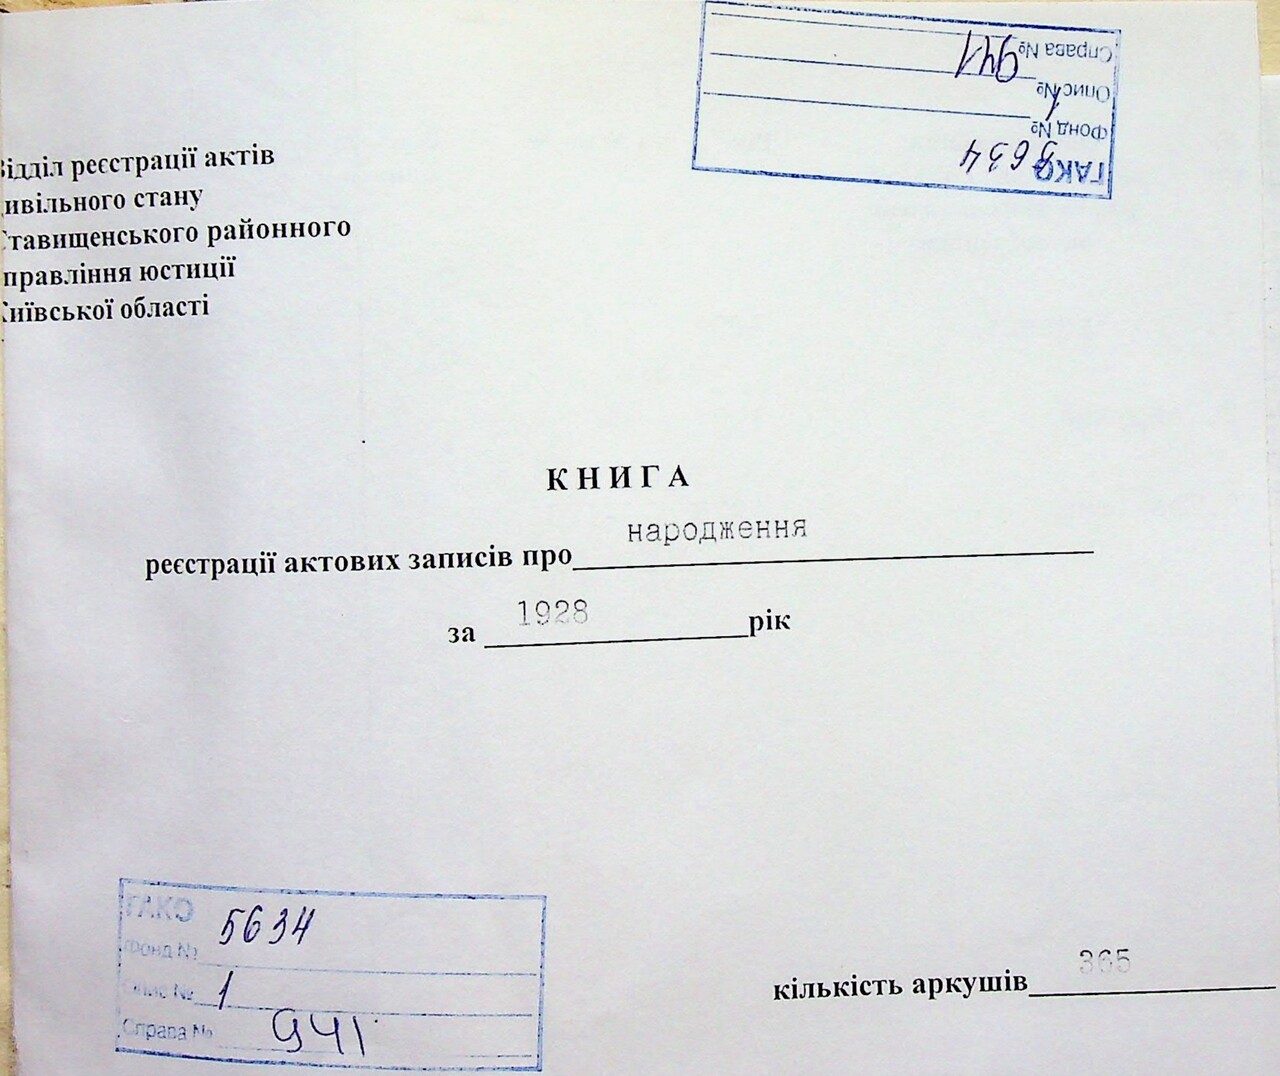 Відділ реєстрації актів
цивільного стану
Ставищенського районного
управління юстиції
Київської області
ГАКО 5634
Фонд №
Опис № 1
Справа № 941
КНИГА
реєстрації актових записів про народження
за 1928 рік
ГАКО 5634
Фонд №
Опис № 1
Справа № 941
кількість аркушів 365